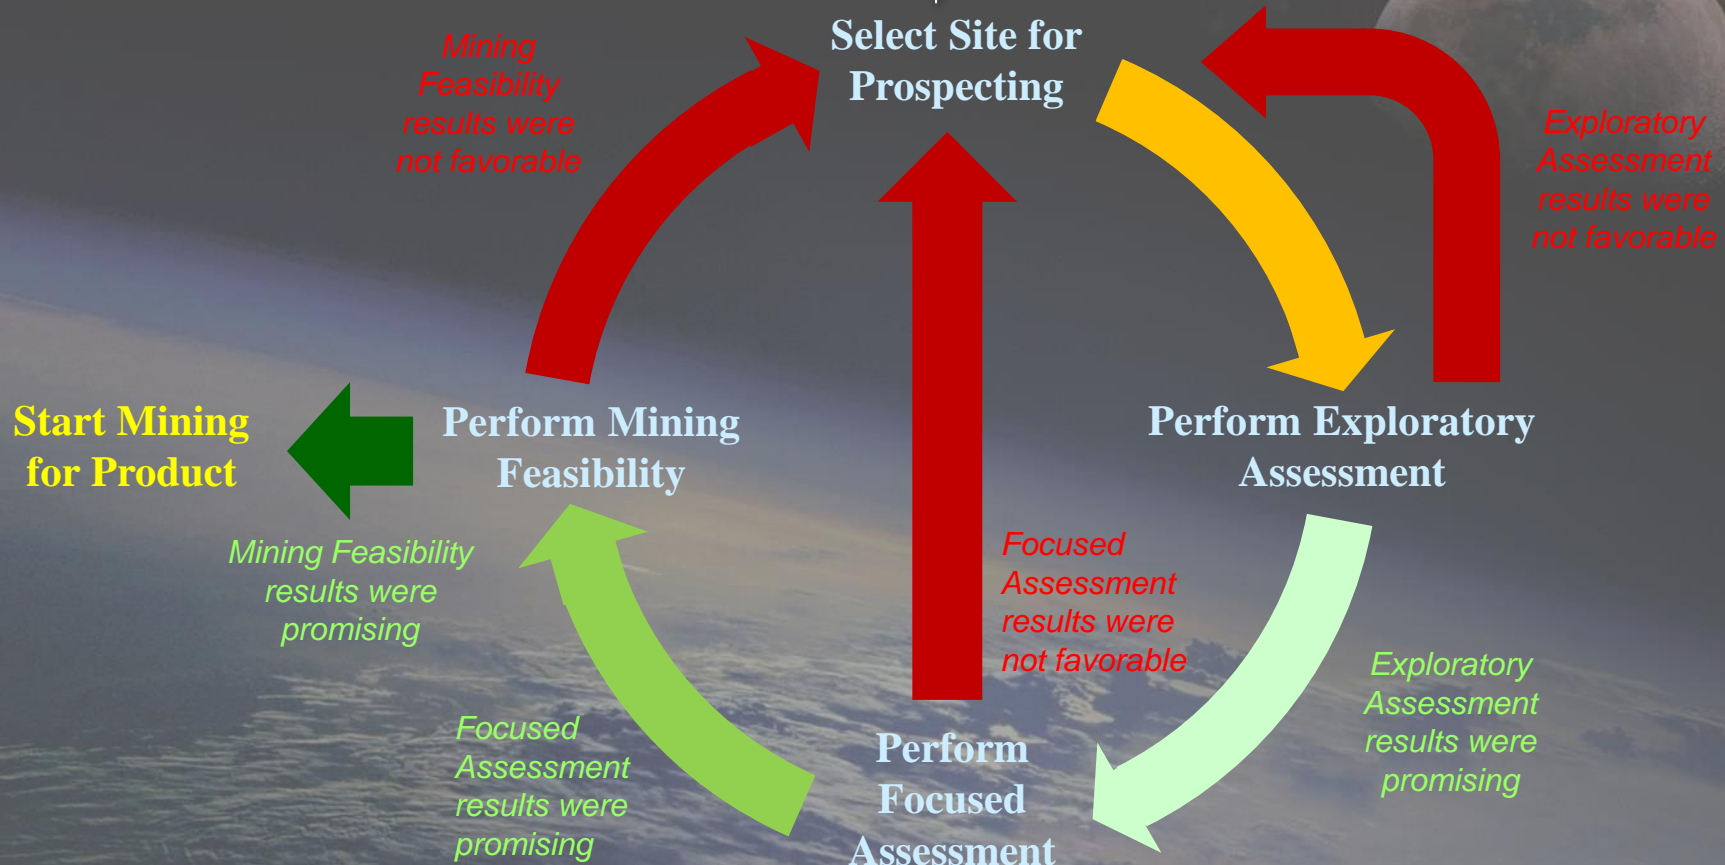 Select Site for
Prospecting
Mining
Feasibility
results were
not favorable
Exploratory
Assessment
results were
not favorable
Start Mining
for Product
Perform Mining
Feasibility
Perform Exploratory
Assessment
Mining Feasibility
results were
promising
Focused
Assessment
results were
not favorable
Exploratory
Assessment
results were
promising
Focused
Assessment
results were
promising
Perform
Focused
Assessment